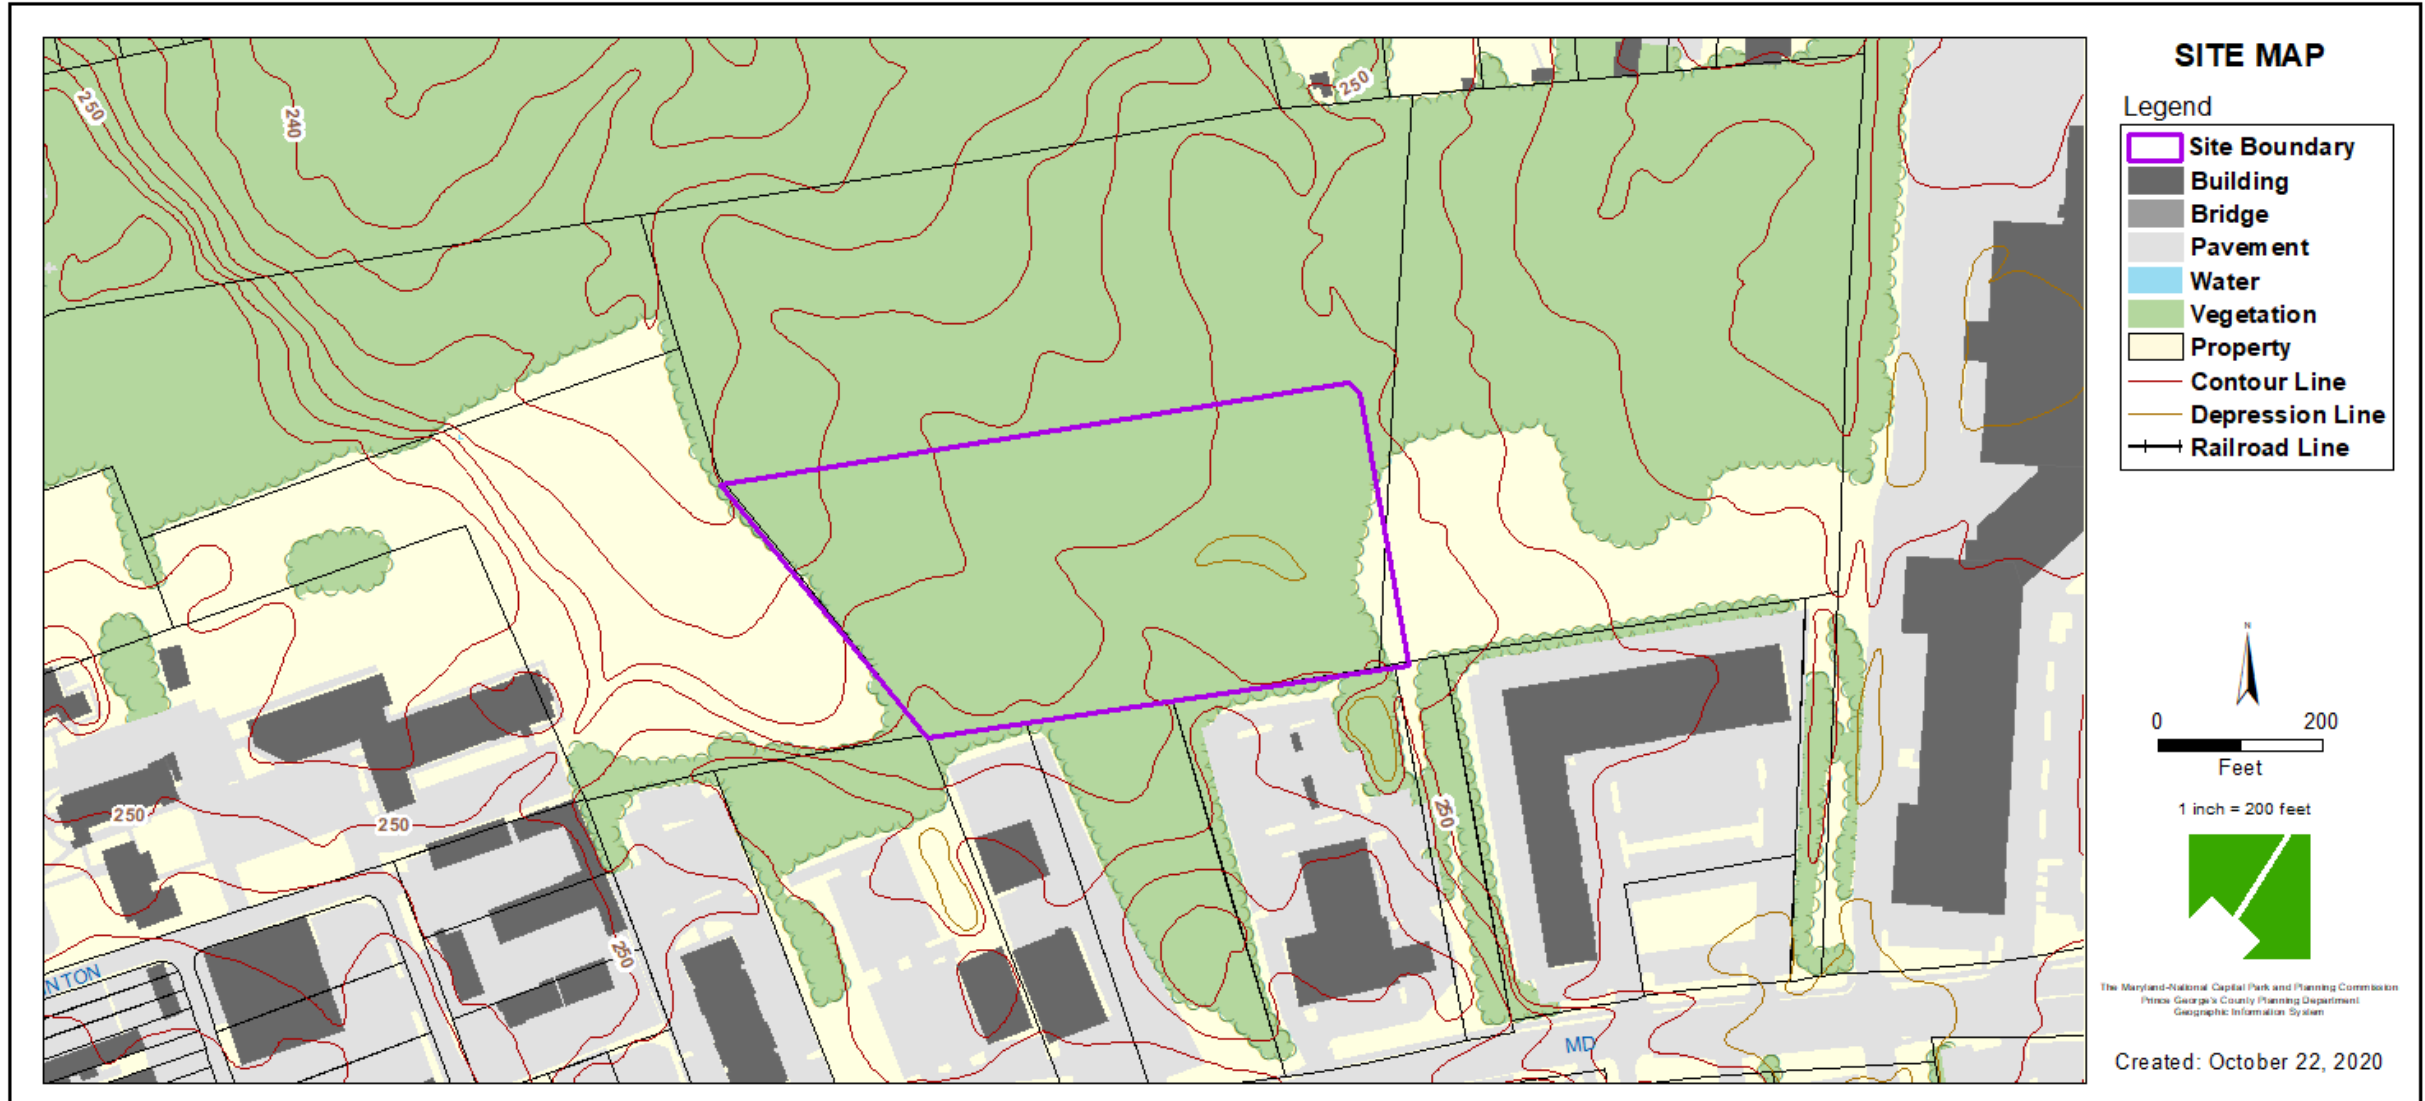 SITE MAP
Legend
Site Boundary
Building
Bridge
Pavement
Water
Vegetation
Property
Contour Line
Depression Line
Railroad Line
N
0 200
Feet
1 inch = 200 feet
The Maryland-National Capital Park and Planning Commission
Prince George's County Planning Department
Geographic Information System
Created: October 22, 2020
250
240
250
250
250
250
250
NTON
MD